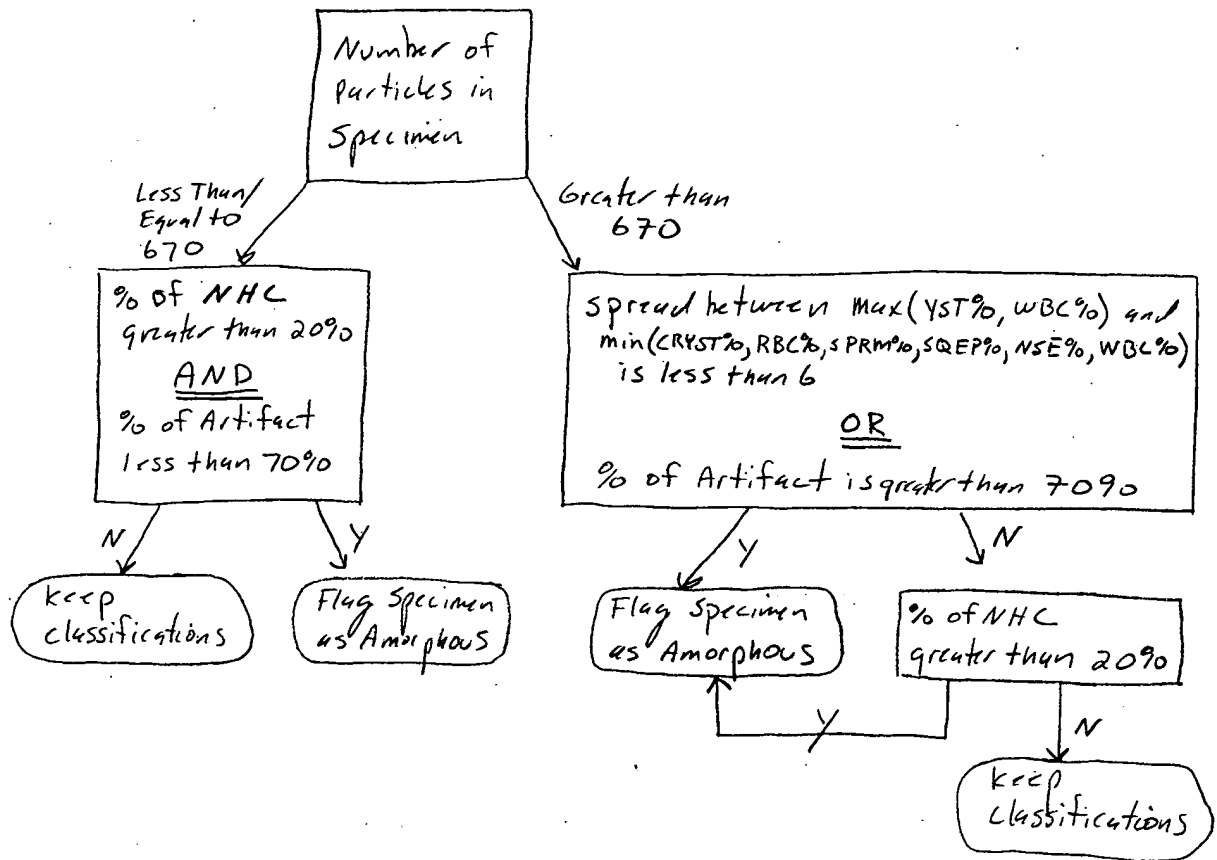 Number of
Particles in
Specimen
Less Than/
Equal to
670
Greater than
670
% of NHC
greater than 20%
AND
% of Artifact
less than 70%
spread between max(YST%, WBC%) and
min(CRYST%, RBC%, SPRM%, SQEP%, NSE%, WBC%)
is less than 6
OR
% of Artifact is greater than 70%
N
Y
Y
N
keep
classifications
Flag Specimen
as Amorphous
Flag Specimen
as Amorphous
% of NHC
greater than 20%
Y
N
keep
classifications